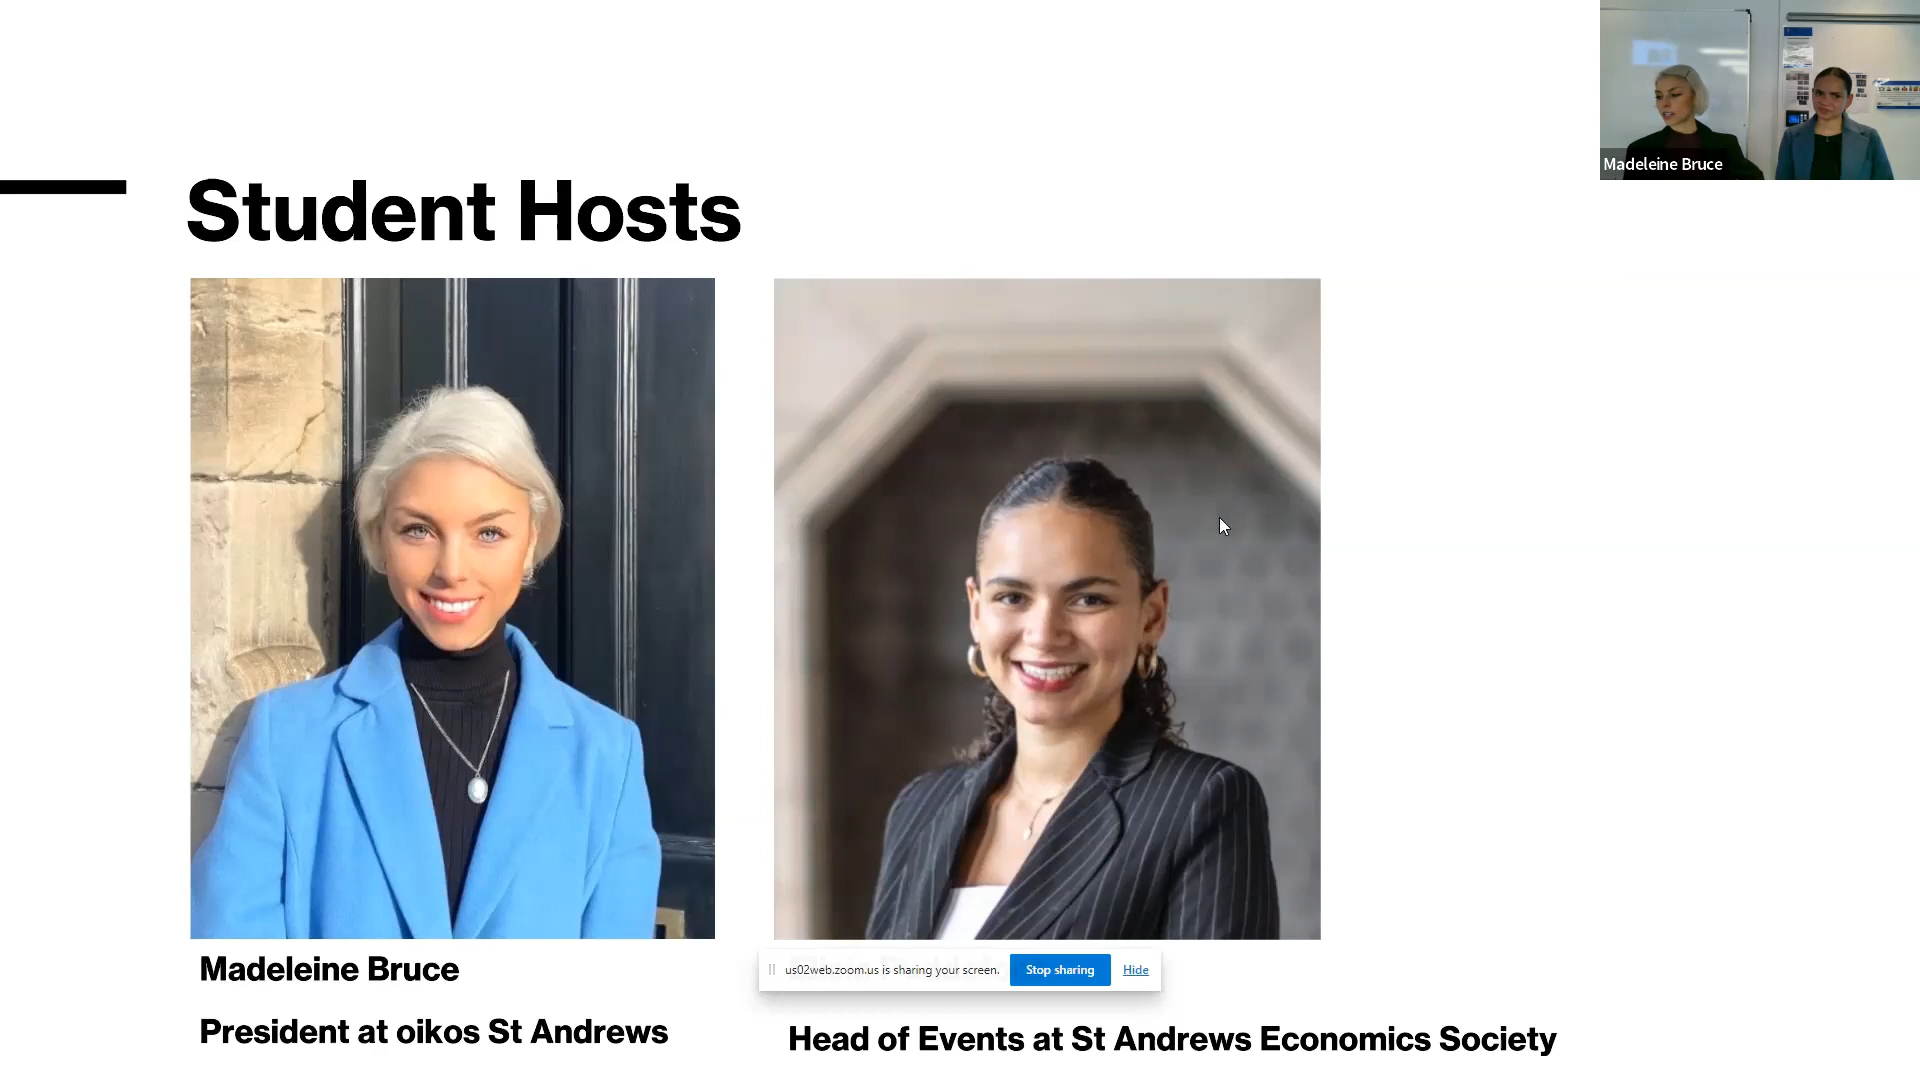 Madeleine Bruce
Student Hosts
Madeleine Bruce
us02web.zoom.us is sharing your screen.
Stop sharing
Hide
President at oikos St Andrews
Head of Events at St Andrews Economics Society